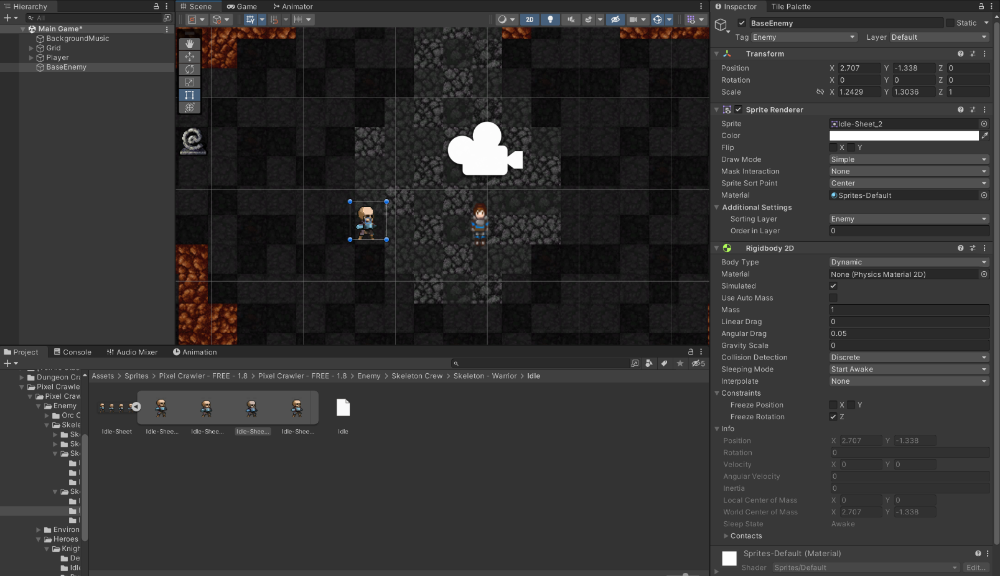 Hierarchy
All
Main Game*
BackgroundMusic
Grid
Player
BaseEnemy
Scene Game Animator
2D
Inspector Tile Palette
BaseEnemy Static
Tag Enemy Layer Default
Transform
Position X 2.707 Y -1.338 Z 0
Rotation X 0 Y 0 Z 0
Scale X 1.2429 Y 1.3036 Z 1
Sprite Renderer
Sprite Idle-Sheet_2
Color
Flip X Y
Draw Mode Simple
Mask Interaction None
Sprite Sort Point Center
Material Sprites-Default
Additional Settings
Sorting Layer Enemy
Order in Layer 0
Rigidbody 2D
Body Type Dynamic
Material None (Physics Material 2D)
Simulated
Use Auto Mass
Mass 1
Linear Drag 0
Angular Drag 0.05
Gravity Scale 0
Collision Detection Discrete
Sleeping Mode Start Awake
Interpolate None
Constraints
Freeze Position X Y
Freeze Rotation Z
Info
Position X 2.707 Y -1.338
Rotation 0
Velocity X 0 Y 0
Angular Velocity 0
Inertia 0
Local Center of Mass X 0 Y 0
World Center of Mass X 2.707 Y -1.338
Sleep State Awake
Contacts
Sprites-Default (Material)
Shader Sprites/Default Edit...
Project Console Audio Mixer Animation
5
Dungeon Cra
Pixel Crawle
Pixel Craw
Enemy
Orc C
Skele
Sk
Sk
Sk
Sk
Environ
Heroes
Knigh
De
Idle
Assets > Sprites > Pixel Crawler - FREE - 1.8 > Pixel Crawler - FREE - 1.8 > Enemy > Skeleton Crew > Skeleton - Warrior > Idle
Idle-Sheet Idle-Shee... Idle-Shee... Idle-Shee... Idle-Shee... Idle